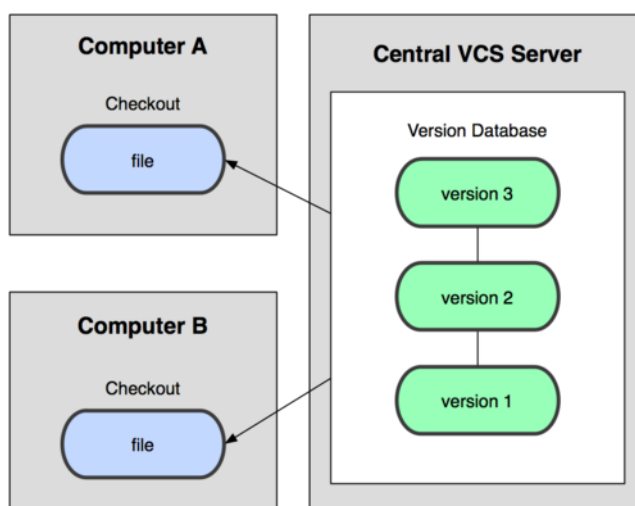 Computer A
Checkout
file
Computer B
Checkout
file
Central VCS Server
Version Database
version 3
version 2
version 1